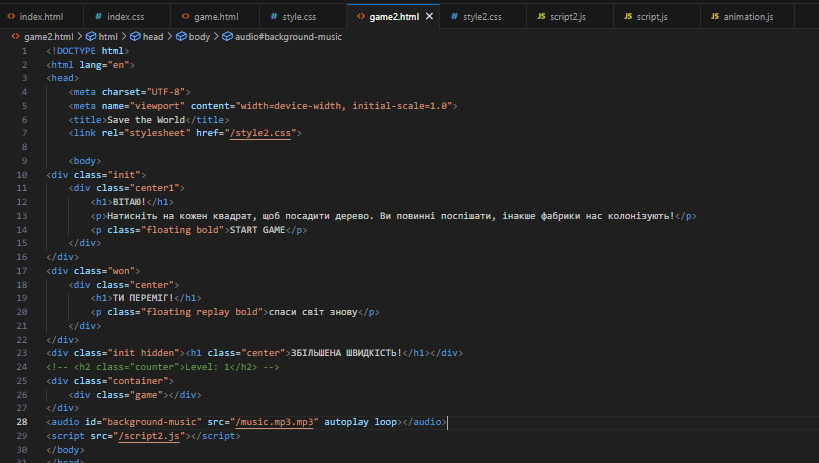 index.html index.css game.html style.css game2.html style2.css script2.js script.js animation.js
game2.html > html > head > body > audio#background-music
1 <!DOCTYPE html>
2 <html lang="en">
3 <head>
4 <meta charset="UTF-8">
5 <meta name="viewport" content="width=device-width, initial-scale=1.0">
6 <title>Save the World</title>
7 <link rel="stylesheet" href="/style2.css">
8
9 <body>
10 <div class="init">
11 <div class="center1">
12 <h1>ВІТАЮ!</h1>
13 <p>Натисніть на кожен квадрат, щоб посадити дерево. Ви повинні поспішати, інакше фабрики нас колонізують!</p>
14 <p class="floating bold">START GAME</p>
15 </div>
16 </div>
17 <div class="won">
18 <div class="center">
19 <h1>ТИ ПЕРЕМІГ!</h1>
20 <p class="floating replay bold">спаси світ знову</p>
21 </div>
22 </div>
23 <div class="init hidden"><h1 class="center">ЗБІЛЬШЕНА ШВИДКІСТЬ!</h1></div>
24 <!-- <h2 class="counter">Level: 1</h2> -->
25 <div class="container">
26 <div class="game"></div>
27 </div>
28 <audio id="background-music" src="/music.mp3.mp3" autoplay loop></audio>
29 <script src="/script2.js"></script>
30 </body>
31 </head>